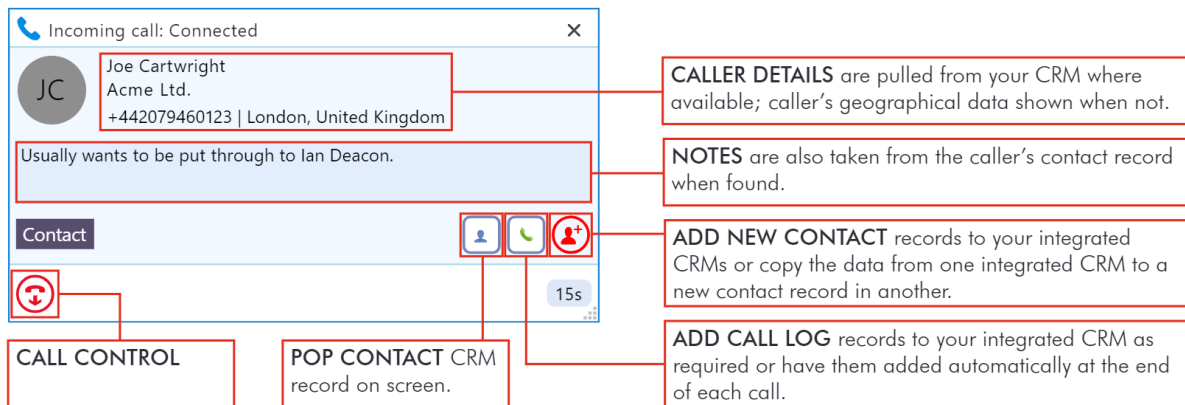 Incoming call: Connected
JC
Joe Cartwright
Acme Ltd.
+442079460123 | London, United Kingdom
Usually wants to be put through to Ian Deacon.
Contact
15s
CALLER DETAILS are pulled from your CRM where
available; caller's geographical data shown when not.
NOTES are also taken from the caller's contact record
when found.
ADD NEW CONTACT records to your integrated
CRMs or copy the data from one integrated CRM to a
new contact record in another.
ADD CALL LOG records to your integrated CRM as
required or have them added automatically at the end
of each call.
CALL CONTROL
POP CONTACT CRM
record on screen.